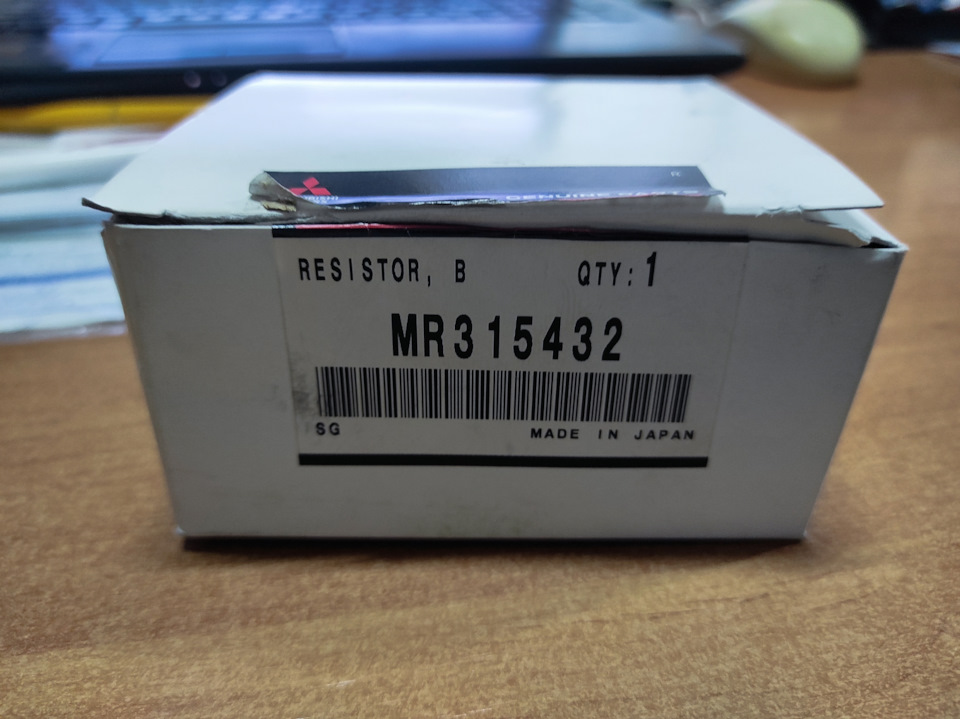 RESISTOR, B QTY:1
MR315432
SG MADE IN JAPAN